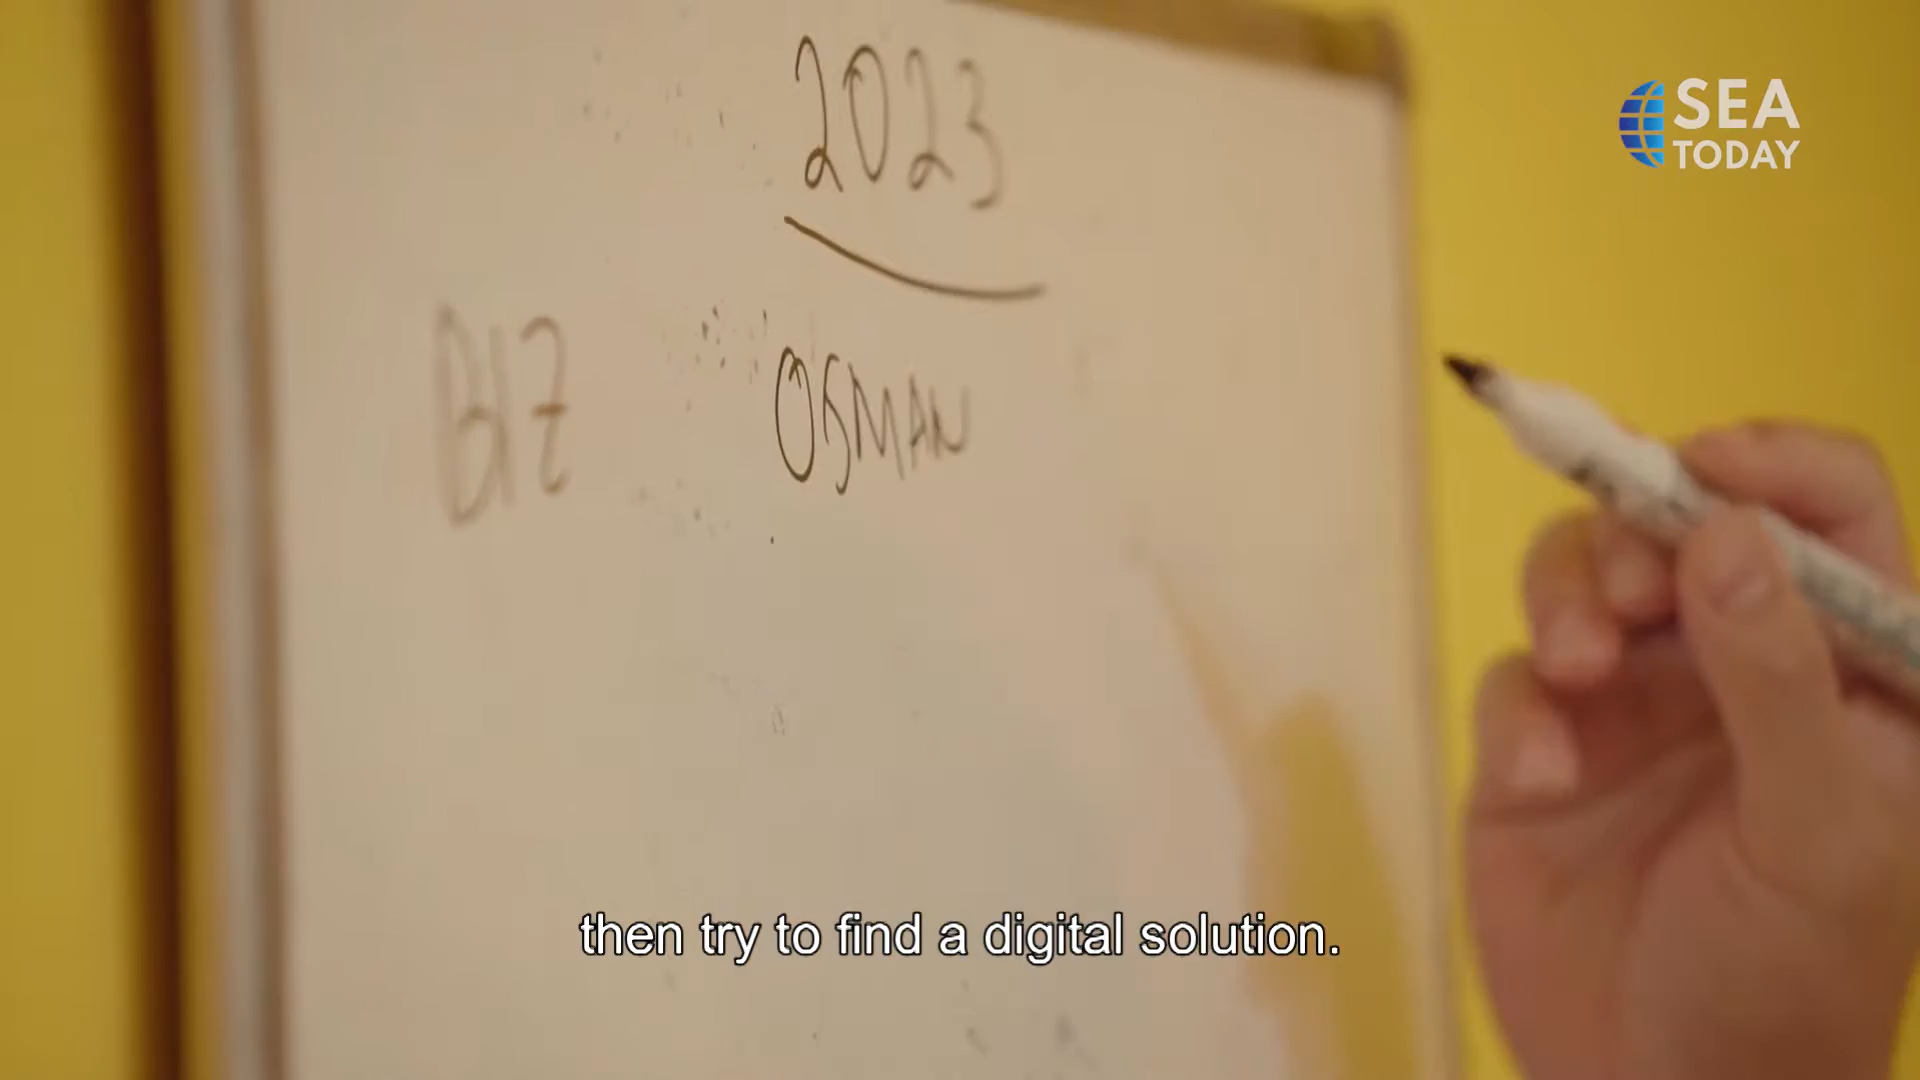 2023
BIZ OSMAN
SEA
TODAY
then try to find a digital solution.